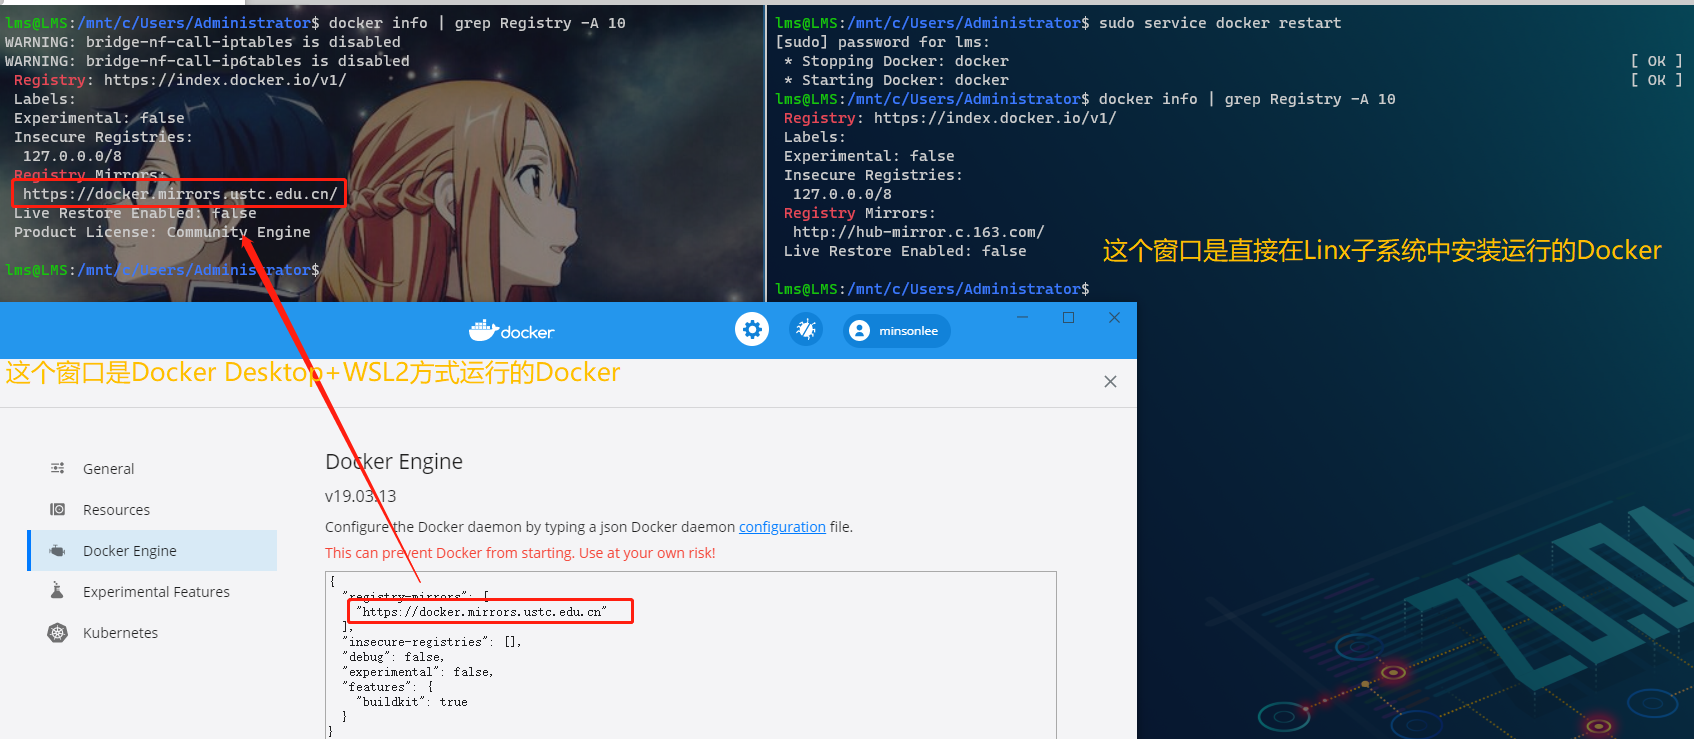 lms@LMS:/mnt/c/Users/Administrator$ docker info | grep Registry -A 10
WARNING: bridge-nf-call-iptables is disabled
WARNING: bridge-nf-call-ip6tables is disabled
Registry: https://index.docker.io/v1/
Labels:
Experimental: false
Insecure Registries:
127.0.0.0/8
Registry Mirrors:
https://docker.mirrors.ustc.edu.cn/
Live Restore Enabled: false
Product License: Community Engine
lms@LMS:/mnt/c/Users/Administrator$
lms@LMS:/mnt/c/Users/Administrator$ sudo service docker restart
[sudo] password for lms:
* Stopping Docker: docker [ OK ]
* Starting Docker: docker [ OK ]
lms@LMS:/mnt/c/Users/Administrator$ docker info | grep Registry -A 10
Registry: https://index.docker.io/v1/
Labels:
Experimental: false
Insecure Registries:
127.0.0.0/8
Registry Mirrors:
http://hub-mirror.c.163.com/
Live Restore Enabled: false
这个窗口是直接在Linx子系统中安装运行的Docker
lms@LMS:/mnt/c/Users/Administrator$
docker
minsonlee
这个窗口是Docker Desktop+WSL2方式运行的Docker
General
Resources
Docker Engine
Experimental Features
Kubernetes
Docker Engine
v19.03.13
Configure the Docker daemon by typing a json Docker daemon configuration file.
This can prevent Docker from starting. Use at your own risk!
{
"registry-mirrors": [
"https://docker.mirrors.ustc.edu.cn"
],
"insecure-registries": [],
"debug": false,
"experimental": false,
"features": {
"buildkit": true
}
}